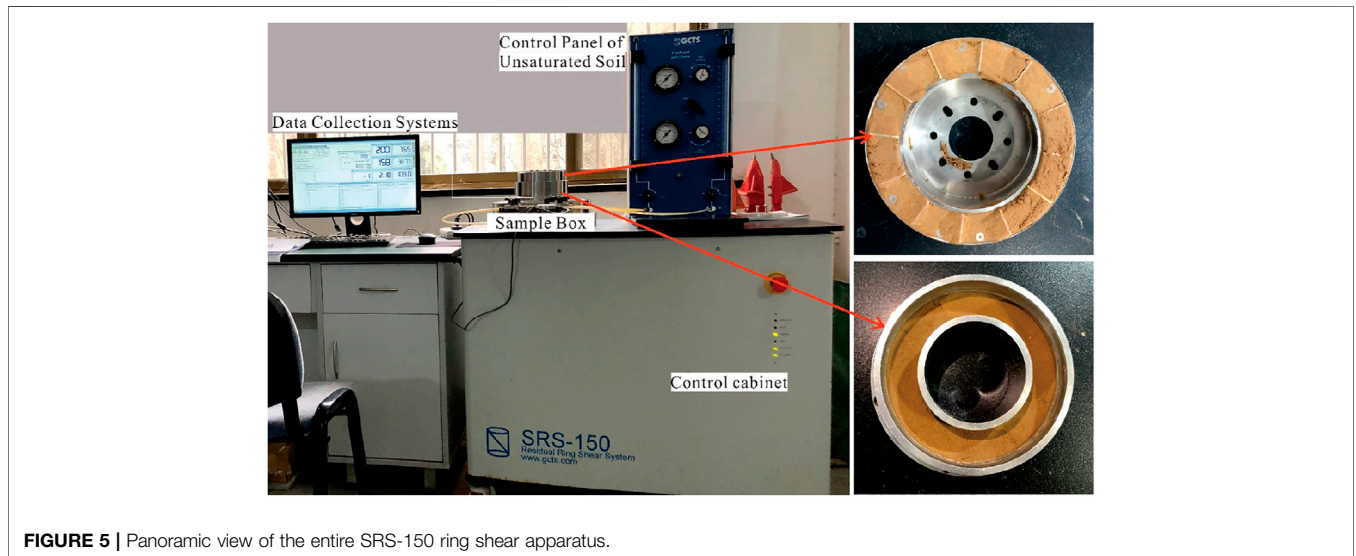 Control Panel of
Unsaturated Soil
GCTS
Data Collection Systems
Sample Box
Control cabinet
SRS-150
Residual Ring Shear System
www.gcts.com
FIGURE 5 | Panoramic view of the entire SRS-150 ring shear apparatus.